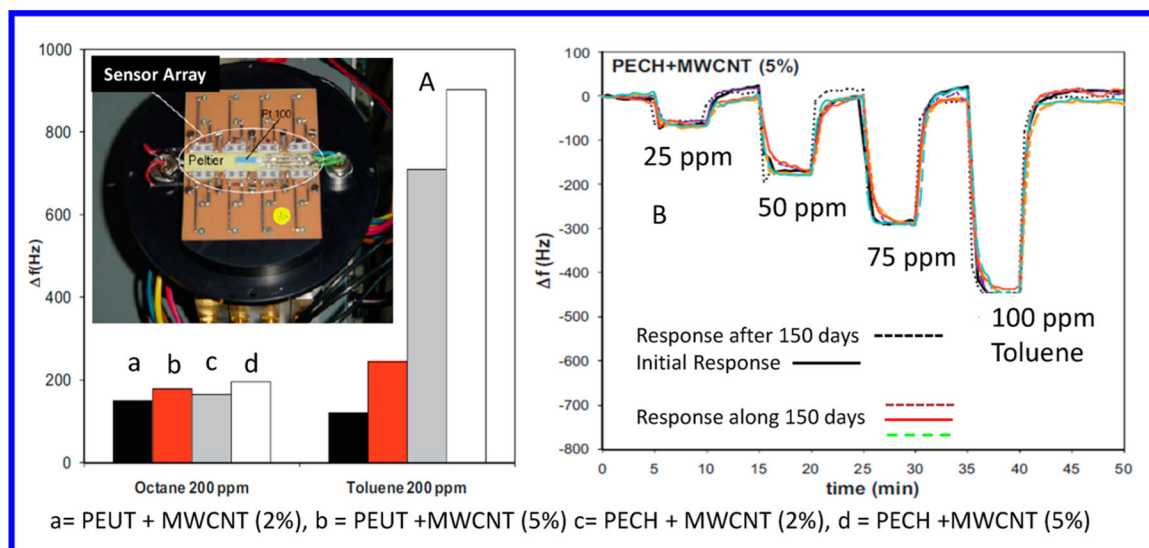 1000
800
600
400
200
0
Δf(Hz)
Sensor Array
Pt 100
Peltier
A
a b c d
Octane 200 ppm Toluene 200 ppm
100
0
-100
-200
-300
-400
-500
-600
-700
-800
Δ f (Hz)
PECH+MWCNT (5%)
25 ppm
50 ppm
B
75 ppm
100 ppm
Toluene
Response after 150 days
Initial Response
Response along 150 days
0 5 10 15 20 25 30 35 40 45 50
time (min)
a= PEUT + MWCNT (2%), b = PEUT +MWCNT (5%) c= PECH + MWCNT (2%), d = PECH +MWCNT (5%)